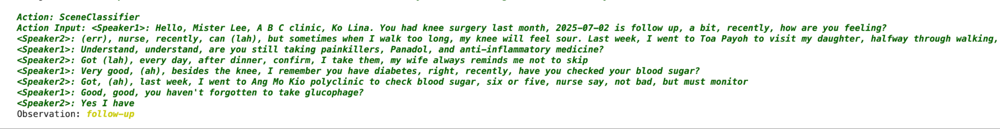 Action: SceneClassifier
Action Input: <Speaker1>: Hello, Mister Lee, A B C clinic, Ko Lina. You had knee surgery last month, 2025-07-02 is follow up, a bit, recently, how are you feeling?
<Speaker2>: (err), nurse, recently, can (lah), but sometimes when I walk too long, my knee will feel sour. Last week, I went to Toa Payoh to visit my daughter, halfway through walking,
<Speaker1>: Understand, understand, are you still taking painkillers, Panadol, and anti-inflammatory medicine?
<Speaker2>: Got (lah), every day, after dinner, confirm, I take them, my wife always reminds me not to skip
<Speaker1>: Very good, (ah), besides the knee, I remember you have diabetes, right, recently, have you checked your blood sugar?
<Speaker2>: Got, (ah), last week, I went to Ang Mo Kio polyclinic to check blood sugar, six or five, nurse say, not bad, but must monitor
<Speaker1>: Good, good, you haven't forgotten to take glucophage?
<Speaker2>: Yes I have
Observation: follow-up